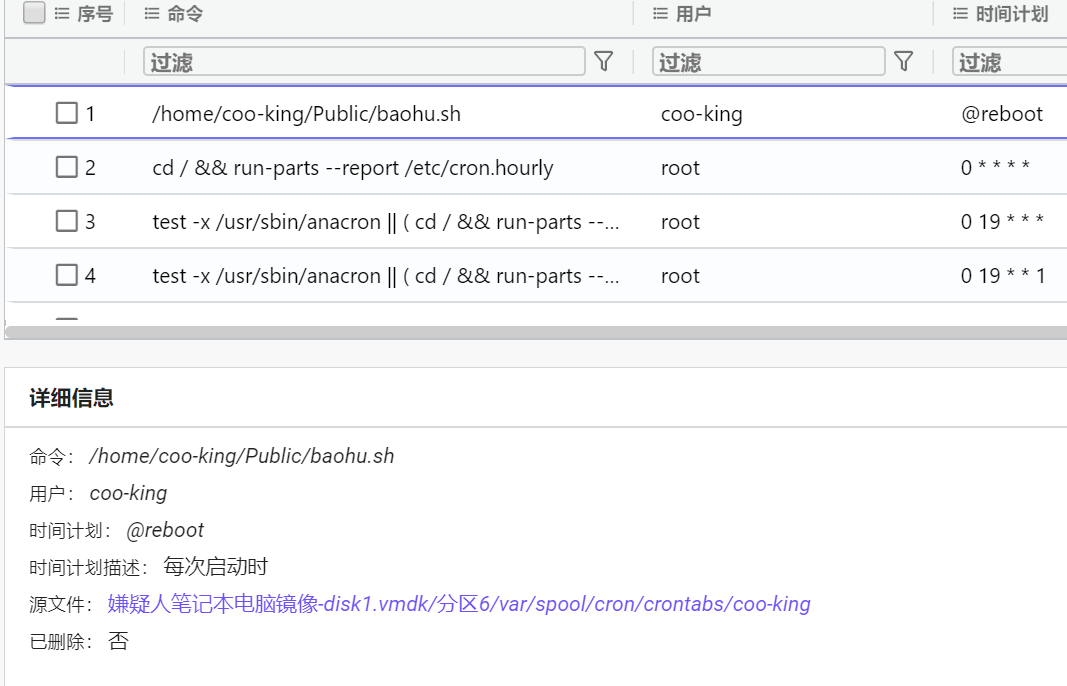 序号 命令 用户 时间计划
过滤 过滤 过滤
1 /home/coo-king/Public/baohu.sh coo-king @reboot
2 cd / && run-parts --report /etc/cron.hourly root 0 * * * *
3 test -x /usr/sbin/anacron || ( cd / && run-parts --... root 0 19 * * *
4 test -x /usr/sbin/anacron || ( cd / && run-parts --... root 0 19 * * 1
详细信息
命令： /home/coo-king/Public/baohu.sh
用户： coo-king
时间计划： @reboot
时间计划描述： 每次启动时
源文件： 嫌疑人笔记本电脑镜像-disk1.vmdk/分区6/var/spool/cron/crontabs/coo-king
已删除： 否